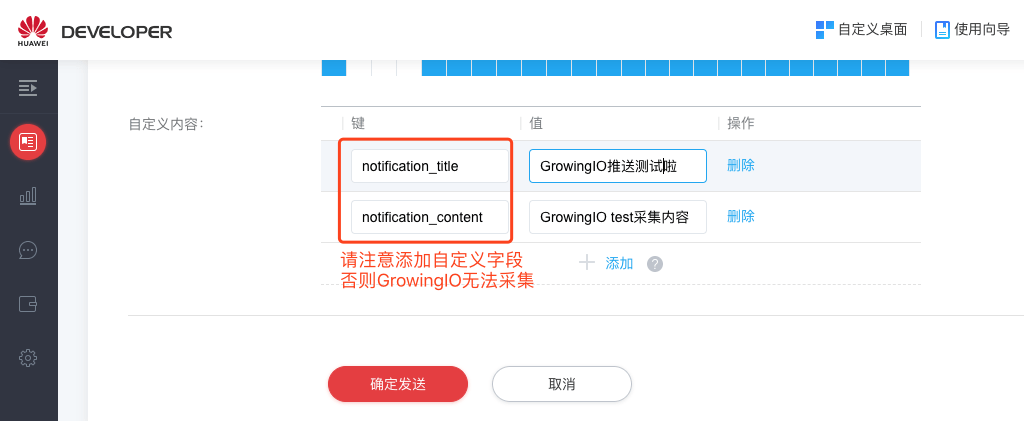 HUAWEI DEVELOPER 自定义桌面 使用向导
自定义内容: 键 值 操作
notification_title GrowingIO推送测试啦 删除
notification_content GrowingIO test采集内容 删除
请注意添加自定义字段
否则GrowingIO无法采集
添加 ?
确定发送 取消